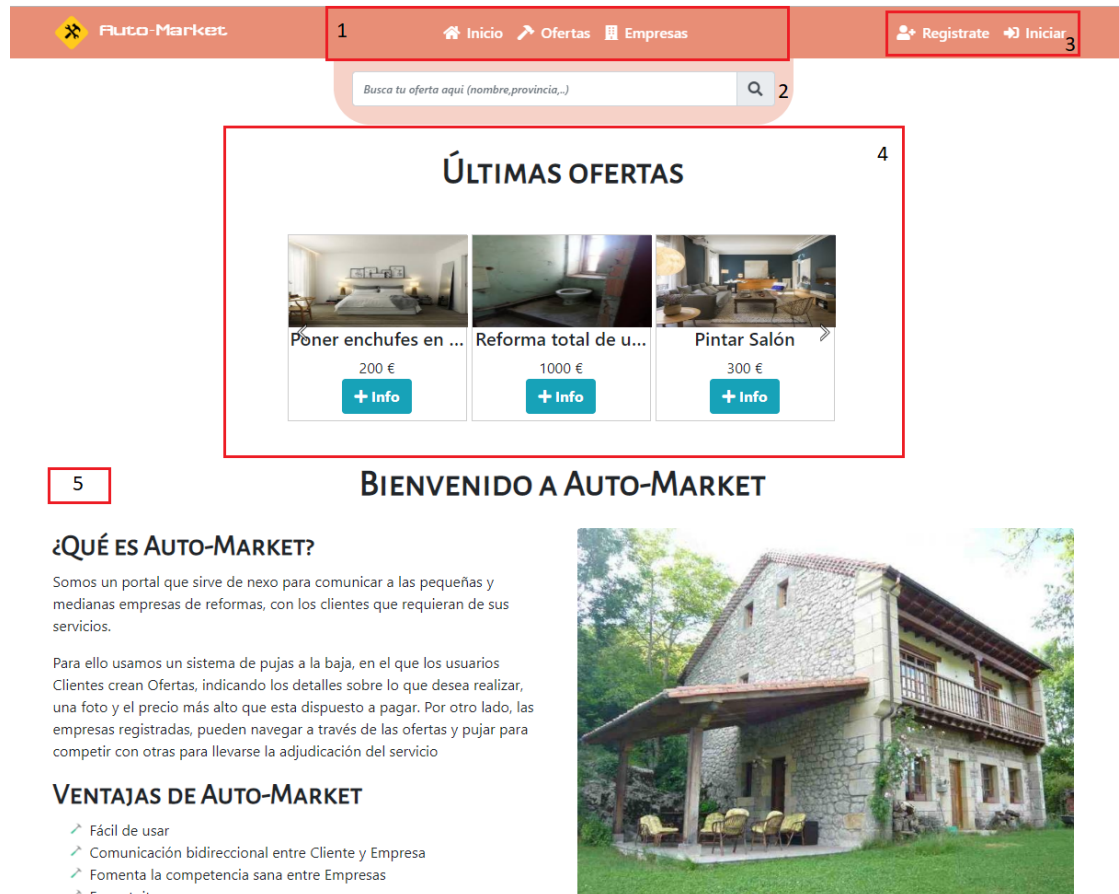 Auto-Market
1
Inicio Ofertas Empresas
Registrate Iniciar
3
Busca tu oferta aqui (nombre,provincia,..)
2
Últimas ofertas
4
Poner enchufes en ...
200 €
+ Info
Reforma total de u...
1000 €
+ Info
Pintar Salón
300 €
+ Info
5
Bienvenido a Auto-Market
¿Qué es Auto-Market?
Somos un portal que sirve de nexo para comunicar a las pequeñas y
medianas empresas de reformas, con los clientes que requieran de sus
servicios.
Para ello usamos un sistema de pujas a la baja, en el que los usuarios
Clientes crean Ofertas, indicando los detalles sobre lo que desea realizar,
una foto y el precio más alto que esta dispuesto a pagar. Por otro lado, las
empresas registradas, pueden navegar a través de las ofertas y pujar para
competir con otras para llevarse la adjudicación del servicio
Ventajas de Auto-Market
Fácil de usar
Comunicación bidireccional entre Cliente y Empresa
Fomenta la competencia sana entre Empresas